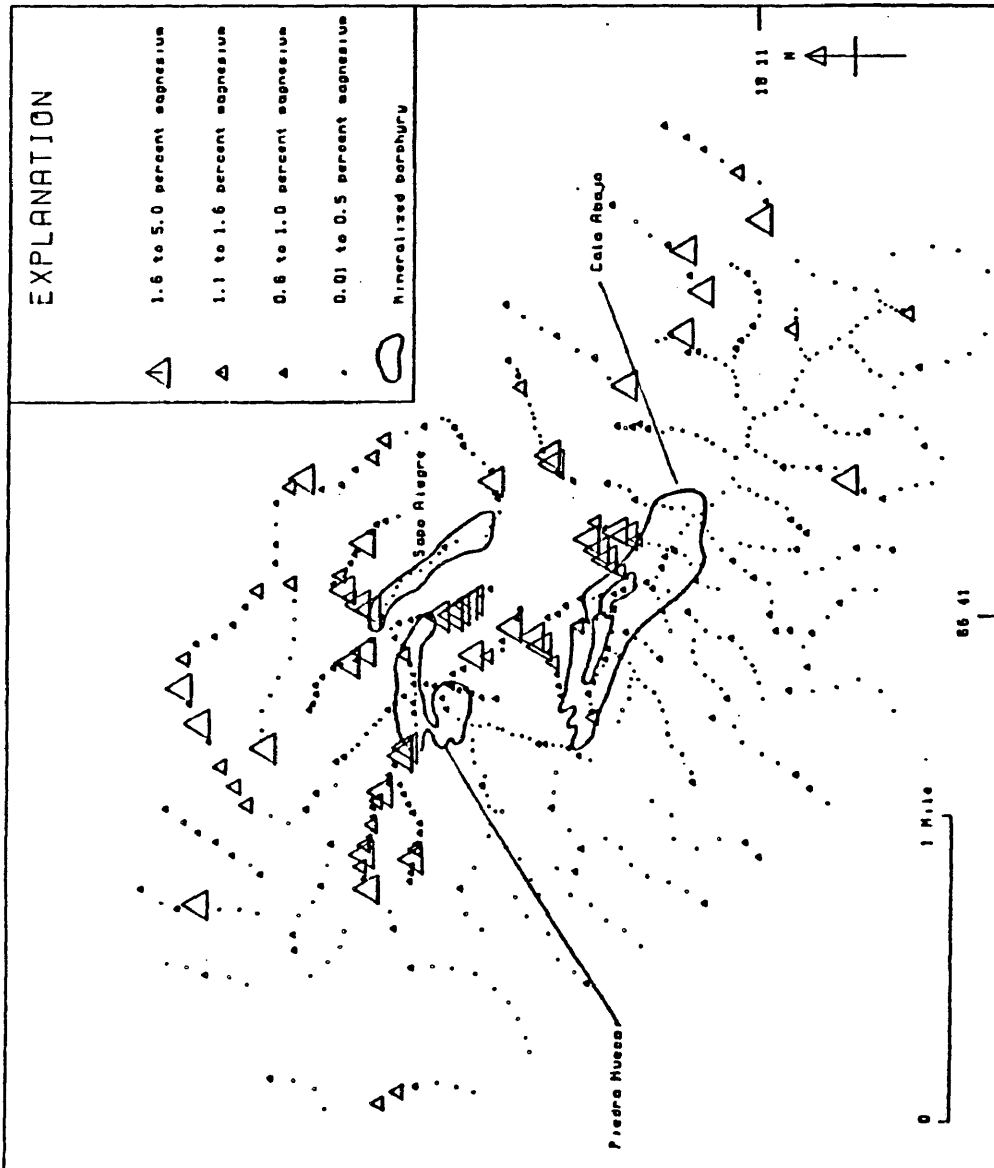 EXPLANATION
1.6 to 5.0 percent magnesium
1.1 to 1.6 percent magnesium
0.6 to 1.0 percent magnesium
0.01 to 0.5 percent magnesium
Mineralized porphyry
Sapo Alegre
Cala Abajo
Piedra Hueca
18 11
N
66 41
0
1 Mile